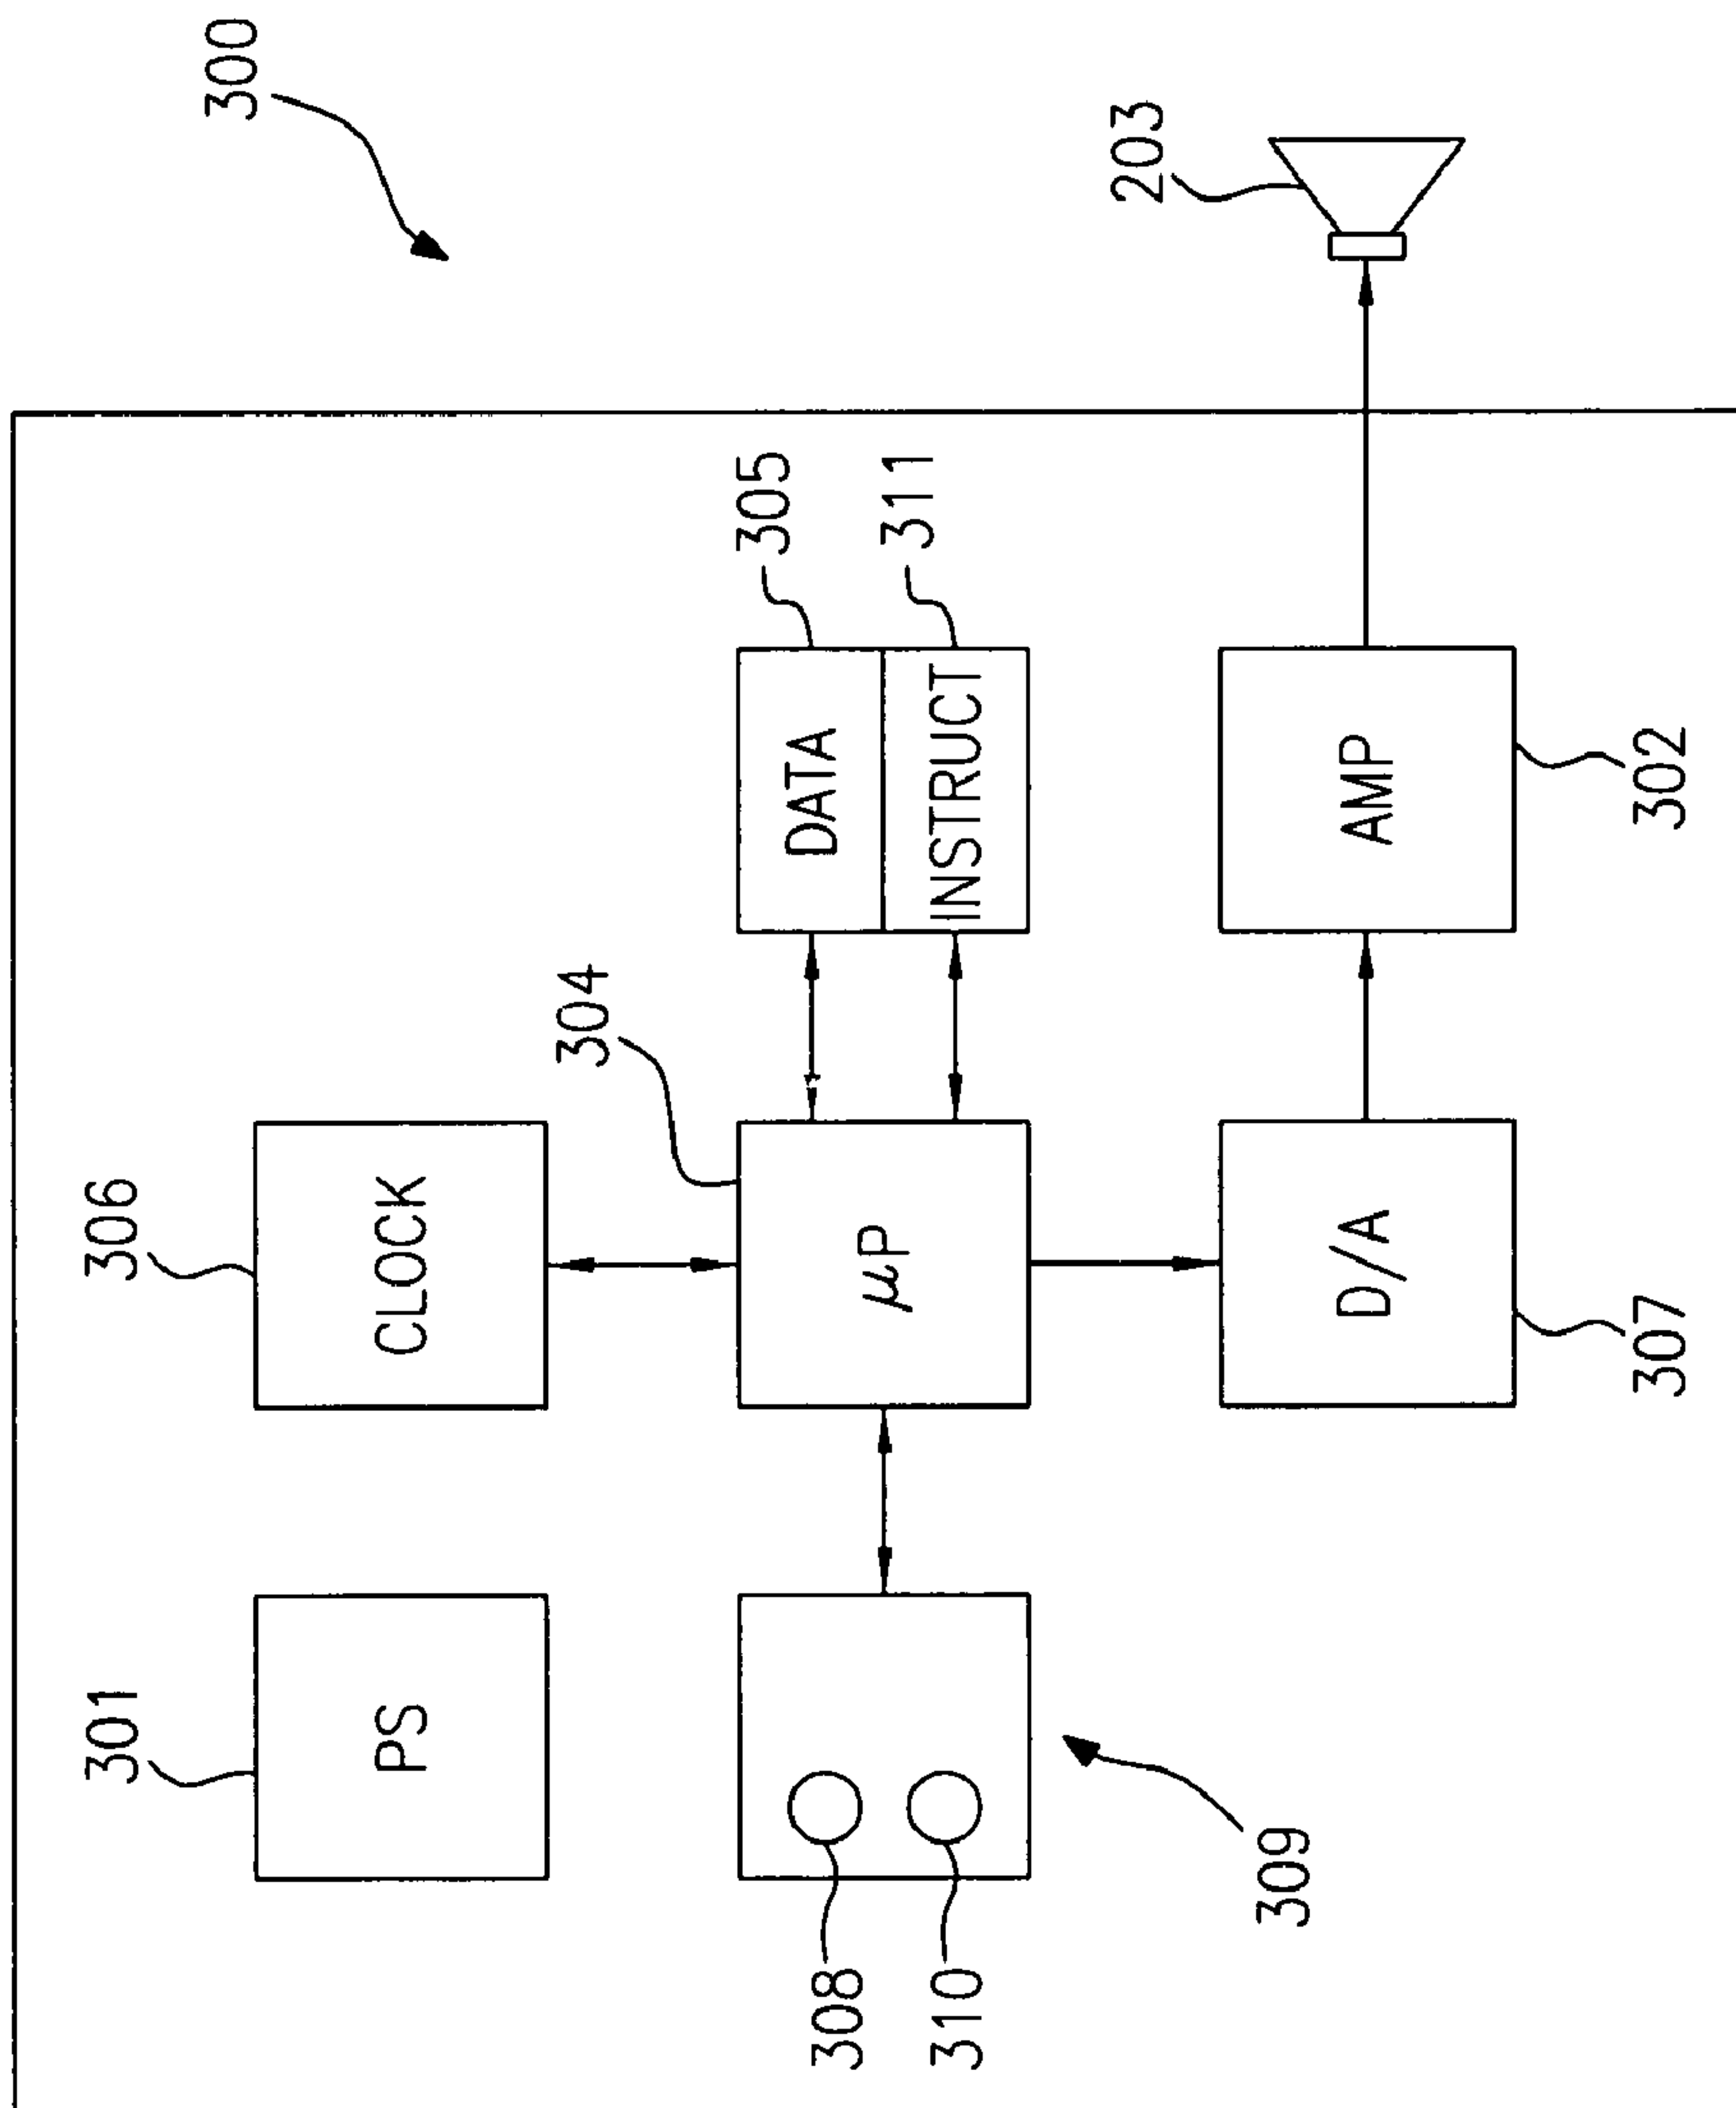 301
306
300
PS
CLOCK
304
305
DATA
308
μP
311
310
INSTRUCT
203
309
D/A
AMP
307
302